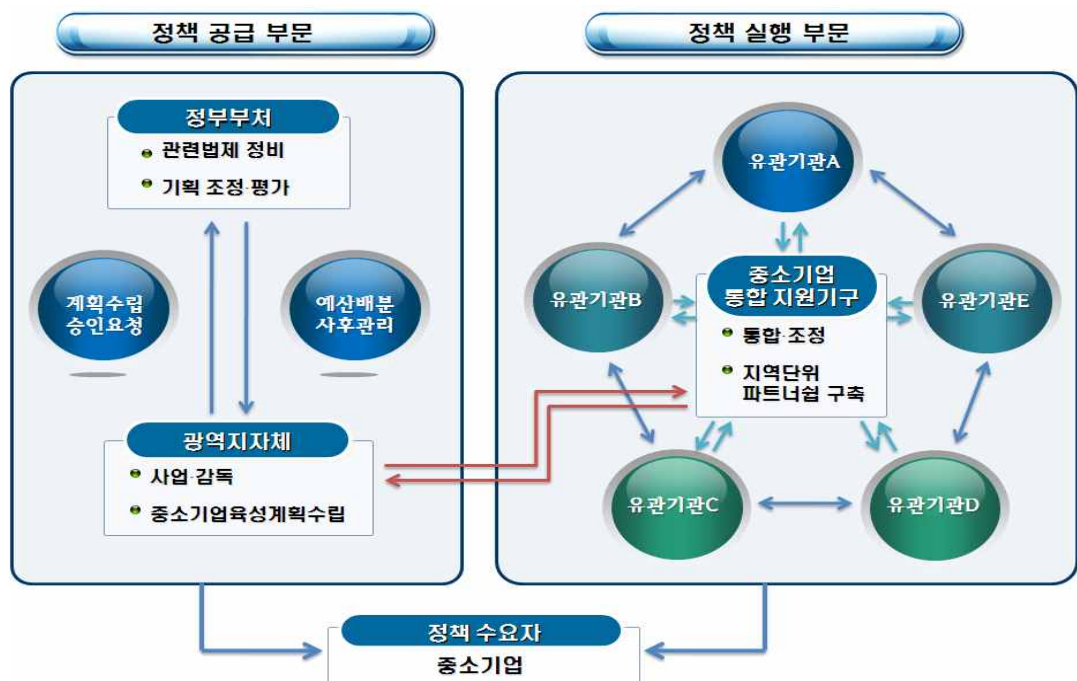 정책 공급 부문
정책 실행 부문
정부부처
관련법제 정비
기획 조정·평가
계획수립
승인요청
예산배분
사후관리
광역지자체
사업·감독
중소기업육성계획수립
유관기관A
유관기관B
중소기업
통합 지원기구
통합·조정
지역단위
파트너쉽 구축
유관기관E
유관기관C
유관기관D
정책 수요자
중소기업